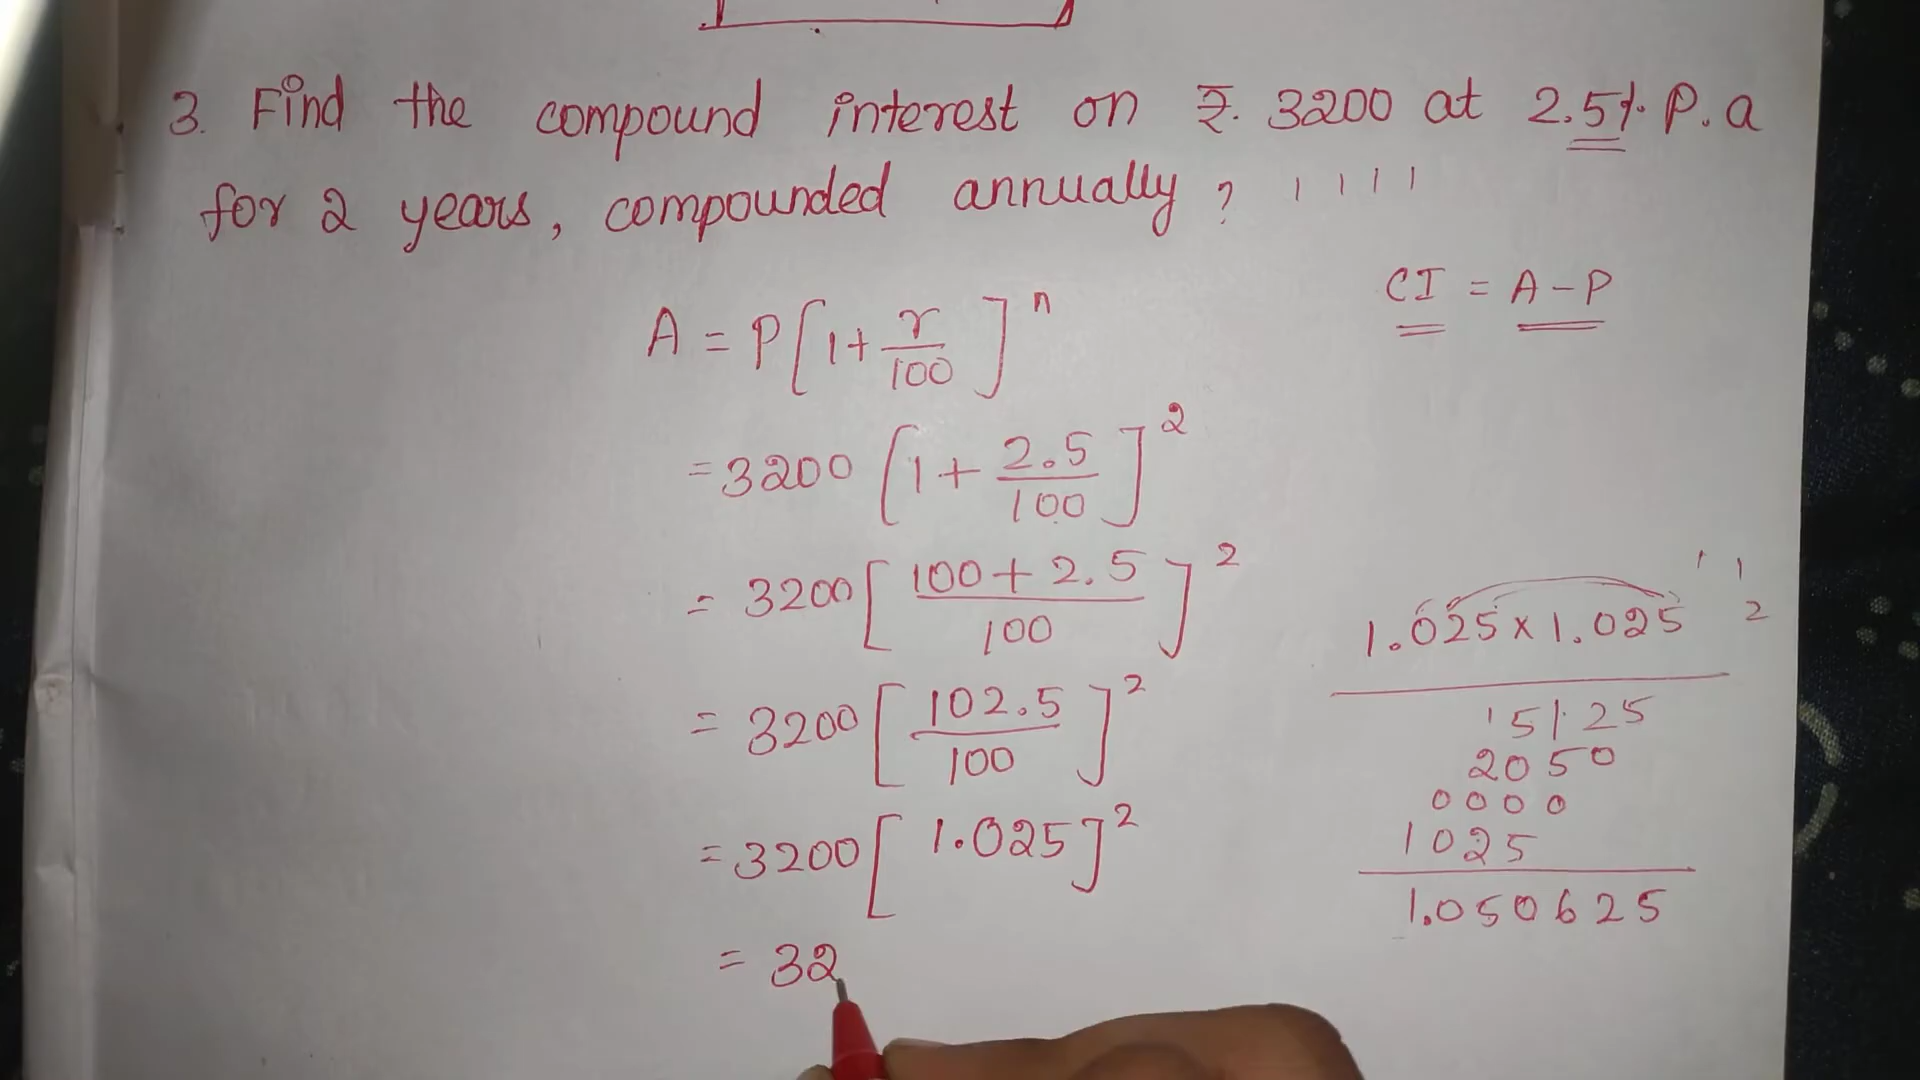 3. Find the compound interest on ₹. 3200 at 2.5%. P.a
for 2 years, compounded annually?
CI = A-P
A = P[1+r/100]^n
=3200 [1+2.5/100]^2
= 3200[100+2.5/100]^2
= 3200[102.5/100]^2
=3200[1.025]^2
= 32
1.025x1.025
5125
2050
0000
1025
1.050625